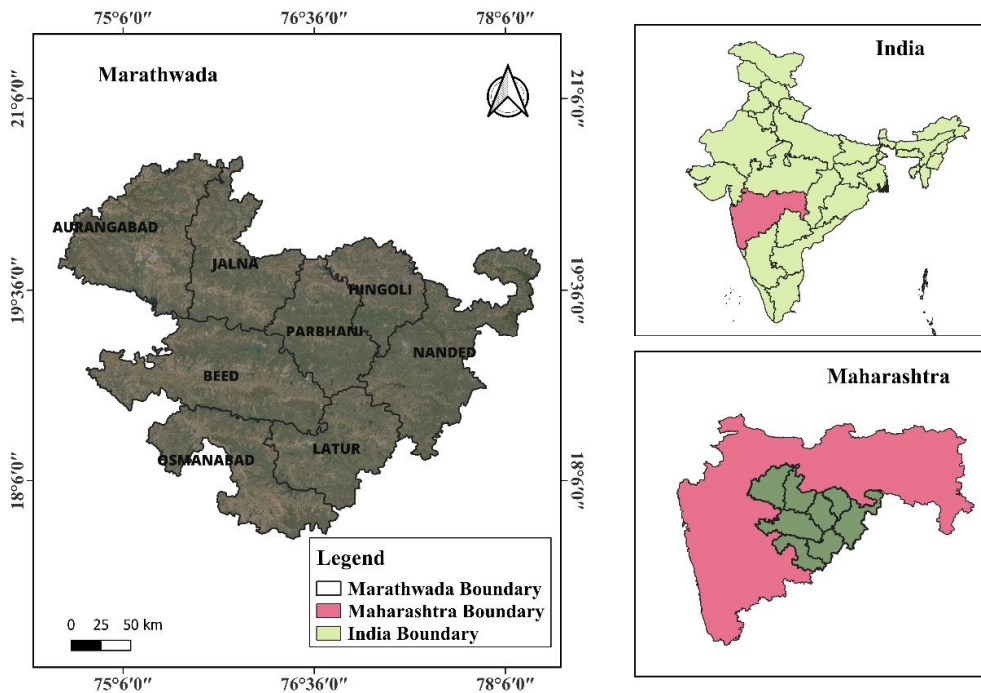 75°6′0″ 76°36′0″ 78°6′0″
Marathwada
21°6′0″ 21°6′0″
AURANGABAD
JALNA
HINGOLI
19°36′0″ 19°36′0″
PARBHANI
NANDED
BEED
LATUR
OSMANABAD
18°6′0″ 18°6′0″
Legend
Marathwada Boundary
Maharashtra Boundary
India Boundary
0 25 50 km
75°6′0″ 76°36′0″ 78°6′0″
India
Maharashtra